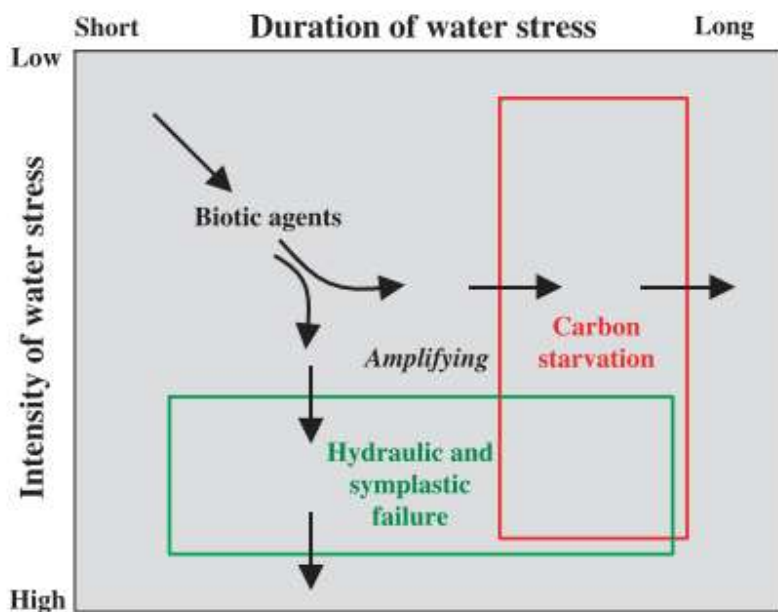 Short
Duration of water stress
Long
Low
Intensity of water stress
Biotic agents
Amplifying
Carbon
starvation
Hydraulic and
symplastic
failure
High